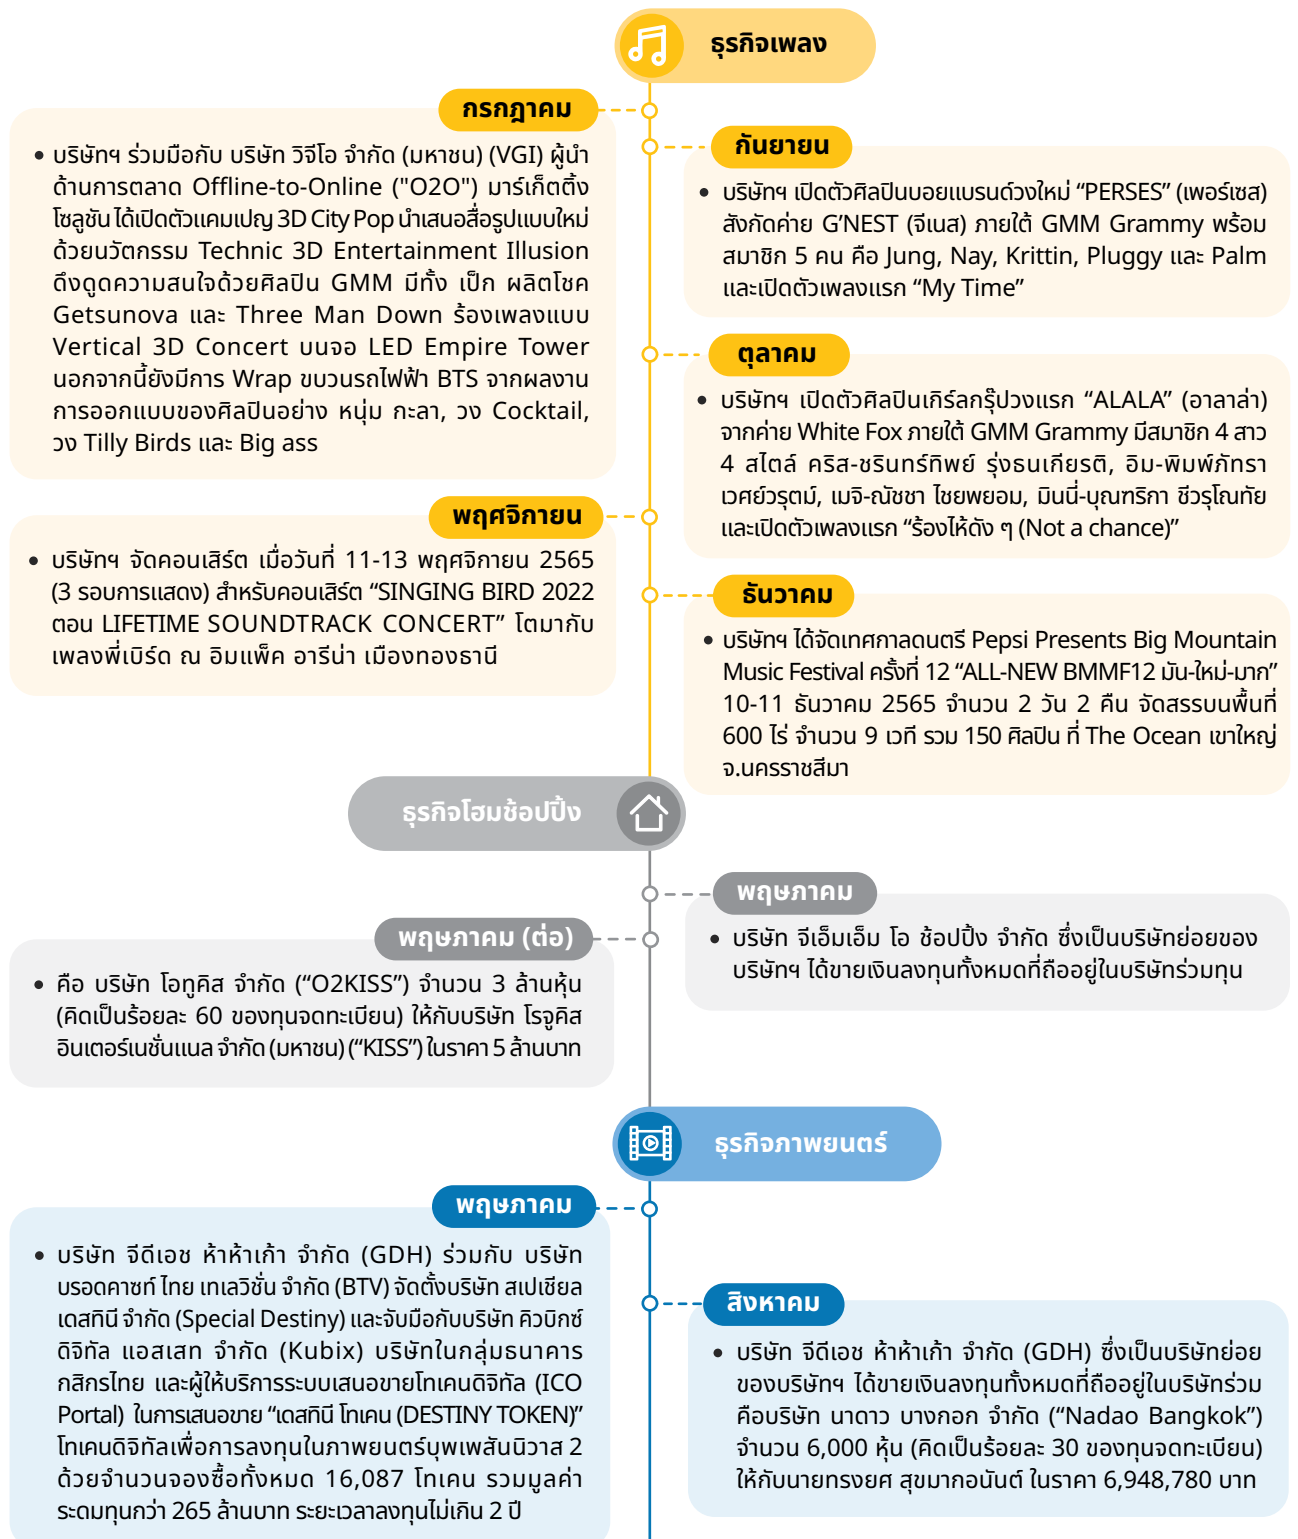 ธุรกิจเพลง
กรกฎาคม
บริษัทฯ ร่วมมือกับ บริษัท วิจีโอ จำกัด (มหาชน) (VGI) ผู้นำ
ด้านการตลาด Offline-to-Online ("O2O") มาร์เก็ตติ้ง
โซลูชัน ได้เปิดตัวแคมเปญ 3D City Pop นำเสนอสื่อรูปแบบใหม่
ด้วยนวัตกรรม Technic 3D Entertainment Illusion
ดึงดูดความสนใจด้วยศิลปิน GMM มีทั้ง เป๊ก ผลิตโชค
Getsunova และ Three Man Down ร้องเพลงแบบ
Vertical 3D Concert บนจอ LED Empire Tower
นอกจากนี้ยังมีการ Wrap ขบวนรถไฟฟ้า BTS จากผลงาน
การออกแบบของศิลปินอย่าง หนุ่ม กะลา, วง Cocktail,
วง Tilly Birds และ Big ass
กันยายน
บริษัทฯ เปิดตัวศิลปินบอยแบรนด์วงใหม่ “PERSES” (เพอร์เซส)
สังกัดค่าย G’NEST (จีเนส) ภายใต้ GMM Grammy พร้อม
สมาชิก 5 คน คือ Jung, Nay, Krittin, Pluggy และ Palm
และเปิดตัวเพลงแรก “My Time”
ตุลาคม
บริษัทฯ เปิดตัวศิลปินเกิร์ลกรุ๊ปวงแรก “ALALA” (อาลาล่า)
จากค่าย White Fox ภายใต้ GMM Grammy มีสมาชิก 4 สาว
4 สไตล์ คริส-ชรินทร์ทิพย์ รุ่งธนเกียรติ, อิม-พิมพ์ภัทรา
เวศย์วรุตม์, เมจิ-ณัชชา ไชยพยอม, มินนี่-บุณฑริกา ชีวรุโณทัย
และเปิดตัวเพลงแรก “ร้องไห้ดัง ๆ (Not a chance)”
พฤศจิกายน
บริษัทฯ จัดคอนเสิร์ต เมื่อวันที่ 11-13 พฤศจิกายน 2565
(3 รอบการแสดง) สำหรับคอนเสิร์ต “SINGING BIRD 2022
ตอน LIFETIME SOUNDTRACK CONCERT” โตมากับ
เพลงพี่เบิร์ด ณ อิมแพ็ค อารีน่า เมืองทองธานี
ธันวาคม
บริษัทฯ ได้จัดเทศกาลดนตรี Pepsi Presents Big Mountain
Music Festival ครั้งที่ 12 “ALL-NEW BMMF12 มัน-ใหม่-มาก”
10-11 ธันวาคม 2565 จำนวน 2 วัน 2 คืน จัดสรรบนพื้นที่
600 ไร่ จำนวน 9 เวที รวม 150 ศิลปิน ที่ The Ocean เขาใหญ่
จ.นครราชสีมา
ธุรกิจโฮมช้อปปิ้ง
พฤษภาคม
บริษัท จีเอ็มเอ็ม โอ ช้อปปิ้ง จำกัด ซึ่งเป็นบริษัทย่อยของ
บริษัทฯ ได้ขายเงินลงทุนทั้งหมดที่ถืออยู่ในบริษัทร่วมทุน
พฤษภาคม (ต่อ)
คือ บริษัท โอทูคิส จำกัด (“O2KISS”) จำนวน 3 ล้านหุ้น
(คิดเป็นร้อยละ 60 ของทุนจดทะเบียน) ให้กับบริษัท โรจูคิส
อินเตอร์เนชั่นแนล จำกัด (มหาชน) (“KISS”) ในราคา 5 ล้านบาท
ธุรกิจภาพยนตร์
พฤษภาคม
บริษัท จีดีเอช ห้าห้าเก้า จำกัด (GDH) ร่วมกับ บริษัท
บรอดคาซท์ ไทย เทเลวิชั่น จำกัด (BTV) จัดตั้งบริษัท สเปเชียล
เดสทินี จำกัด (Special Destiny) และจับมือกับบริษัท คิวบิกซ์
ดิจิทัล แอสเสท จำกัด (Kubix) บริษัทในกลุ่มธนาคาร
กสิกรไทย และผู้ให้บริการระบบเสนอขายโทเคนดิจิทัล (ICO
Portal) ในการเสนอขาย “เดสทินี โทเคน (DESTINY TOKEN)”
โทเคนดิจิทัลเพื่อการลงทุนในภาพยนตร์บุพเพสันนิวาส 2
ด้วยจำนวนจองซื้อทั้งหมด 16,087 โทเคน รวมมูลค่า
ระดมทุนกว่า 265 ล้านบาท ระยะเวลาลงทุนไม่เกิน 2 ปี
สิงหาคม
บริษัท จีดีเอช ห้าห้าเก้า จำกัด (GDH) ซึ่งเป็นบริษัทย่อย
ของบริษัทฯ ได้ขายเงินลงทุนทั้งหมดที่ถืออยู่ในบริษัทร่วม
คือบริษัท นาดาว บางกอก จำกัด (“Nadao Bangkok”)
จำนวน 6,000 หุ้น (คิดเป็นร้อยละ 30 ของทุนจดทะเบียน)
ให้กับนายทรงยศ สุขมากอนันต์ ในราคา 6,948,780 บาท